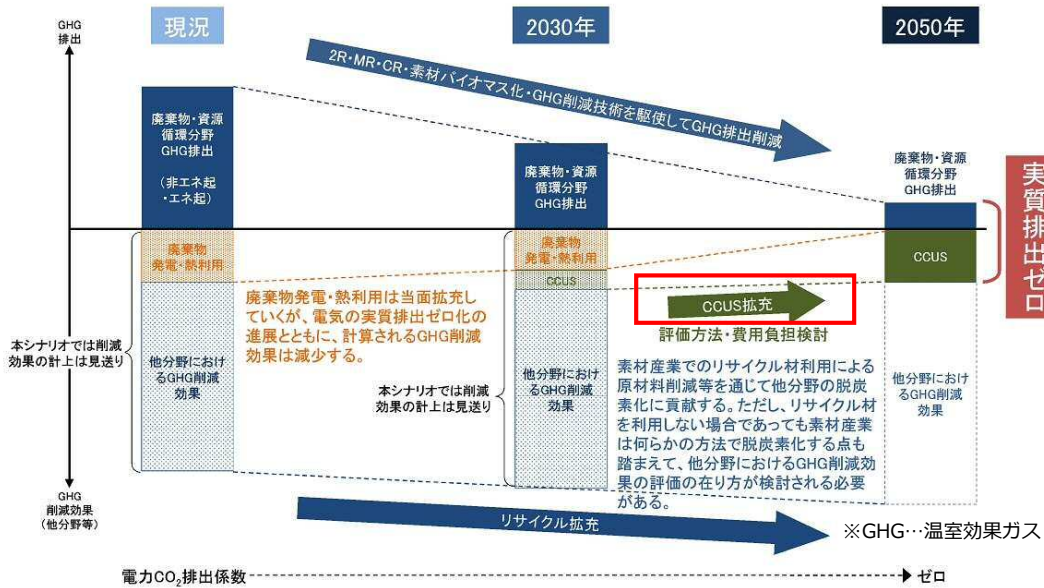 GHG
排出
現況
2030年
2050年
2R・MR・CR・素材バイオマス化・GHG削減技術を駆使してGHG排出削減
廃棄物・資源
循環分野
GHG排出
(非エネ起
・エネ起)
廃棄物・資源
循環分野
GHG排出
廃棄物・資源
循環分野
GHG排出
実質排出ゼロ
廃棄物
発電・熱利用
廃棄物
発電・熱利用
CCUS
CCUS
廃棄物発電・熱利用は当面拡充し
ていくが、電気の実質排出ゼロ化の
進展とともに、計算されるGHG削減
効果は減少する。
CCUS拡充
評価方法・費用負担検討
本シナリオでは削減
効果の計上は見送り
他分野におけ
るGHG削減
効果
本シナリオでは削減
効果の計上は見送り
他分野におけ
るGHG削減
効果
素材産業でのリサイクル材利用による
原材料削減等を通じて他分野の脱炭
素化に貢献する。ただし、リサイクル材
を利用しない場合であっても素材産業
は何らかの方法で脱炭素化する点も
踏まえて、他分野におけるGHG削減効
果の評価の在り方が検討される必要
がある。
他分野におけ
るGHG削減
効果
GHG
削減効果
(他分野等)
リサイクル拡充
※GHG…温室効果ガス
電力CO₂排出係数
ゼロ